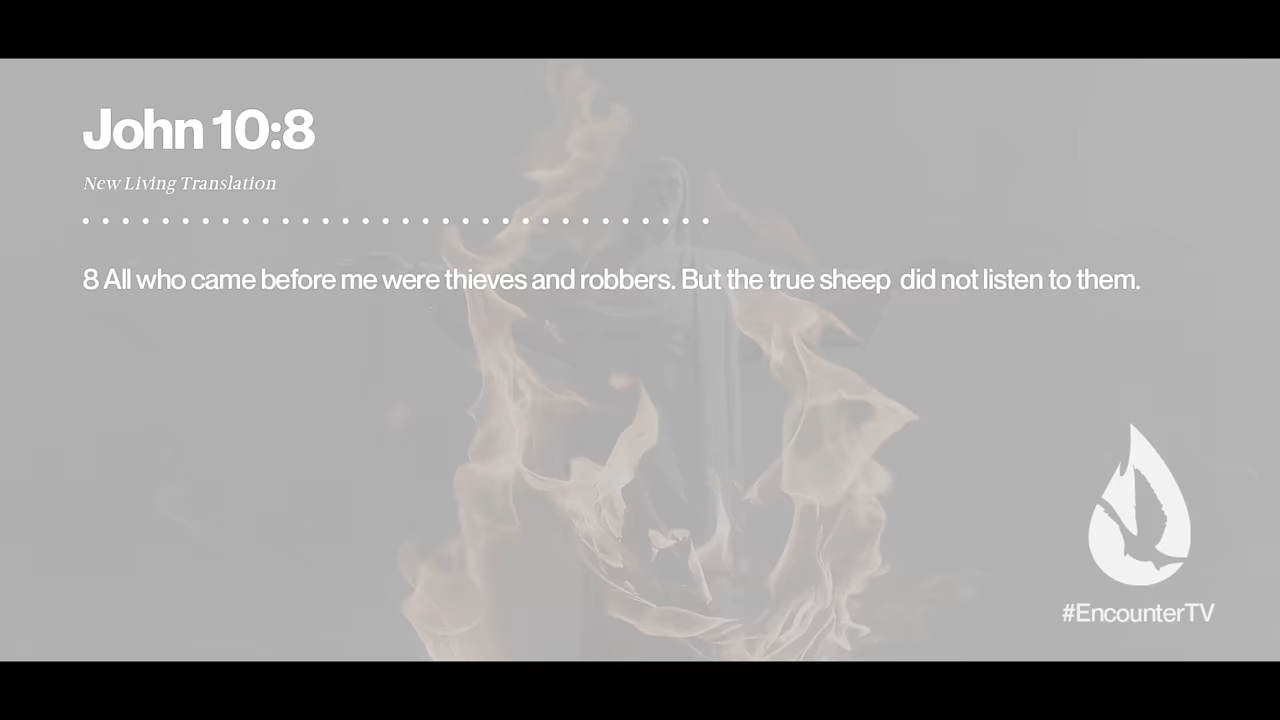 John 10:8
New Living Translation
8 All who came before me were thieves and robbers. But the true sheep  did not listen to them.
#EncounterTV